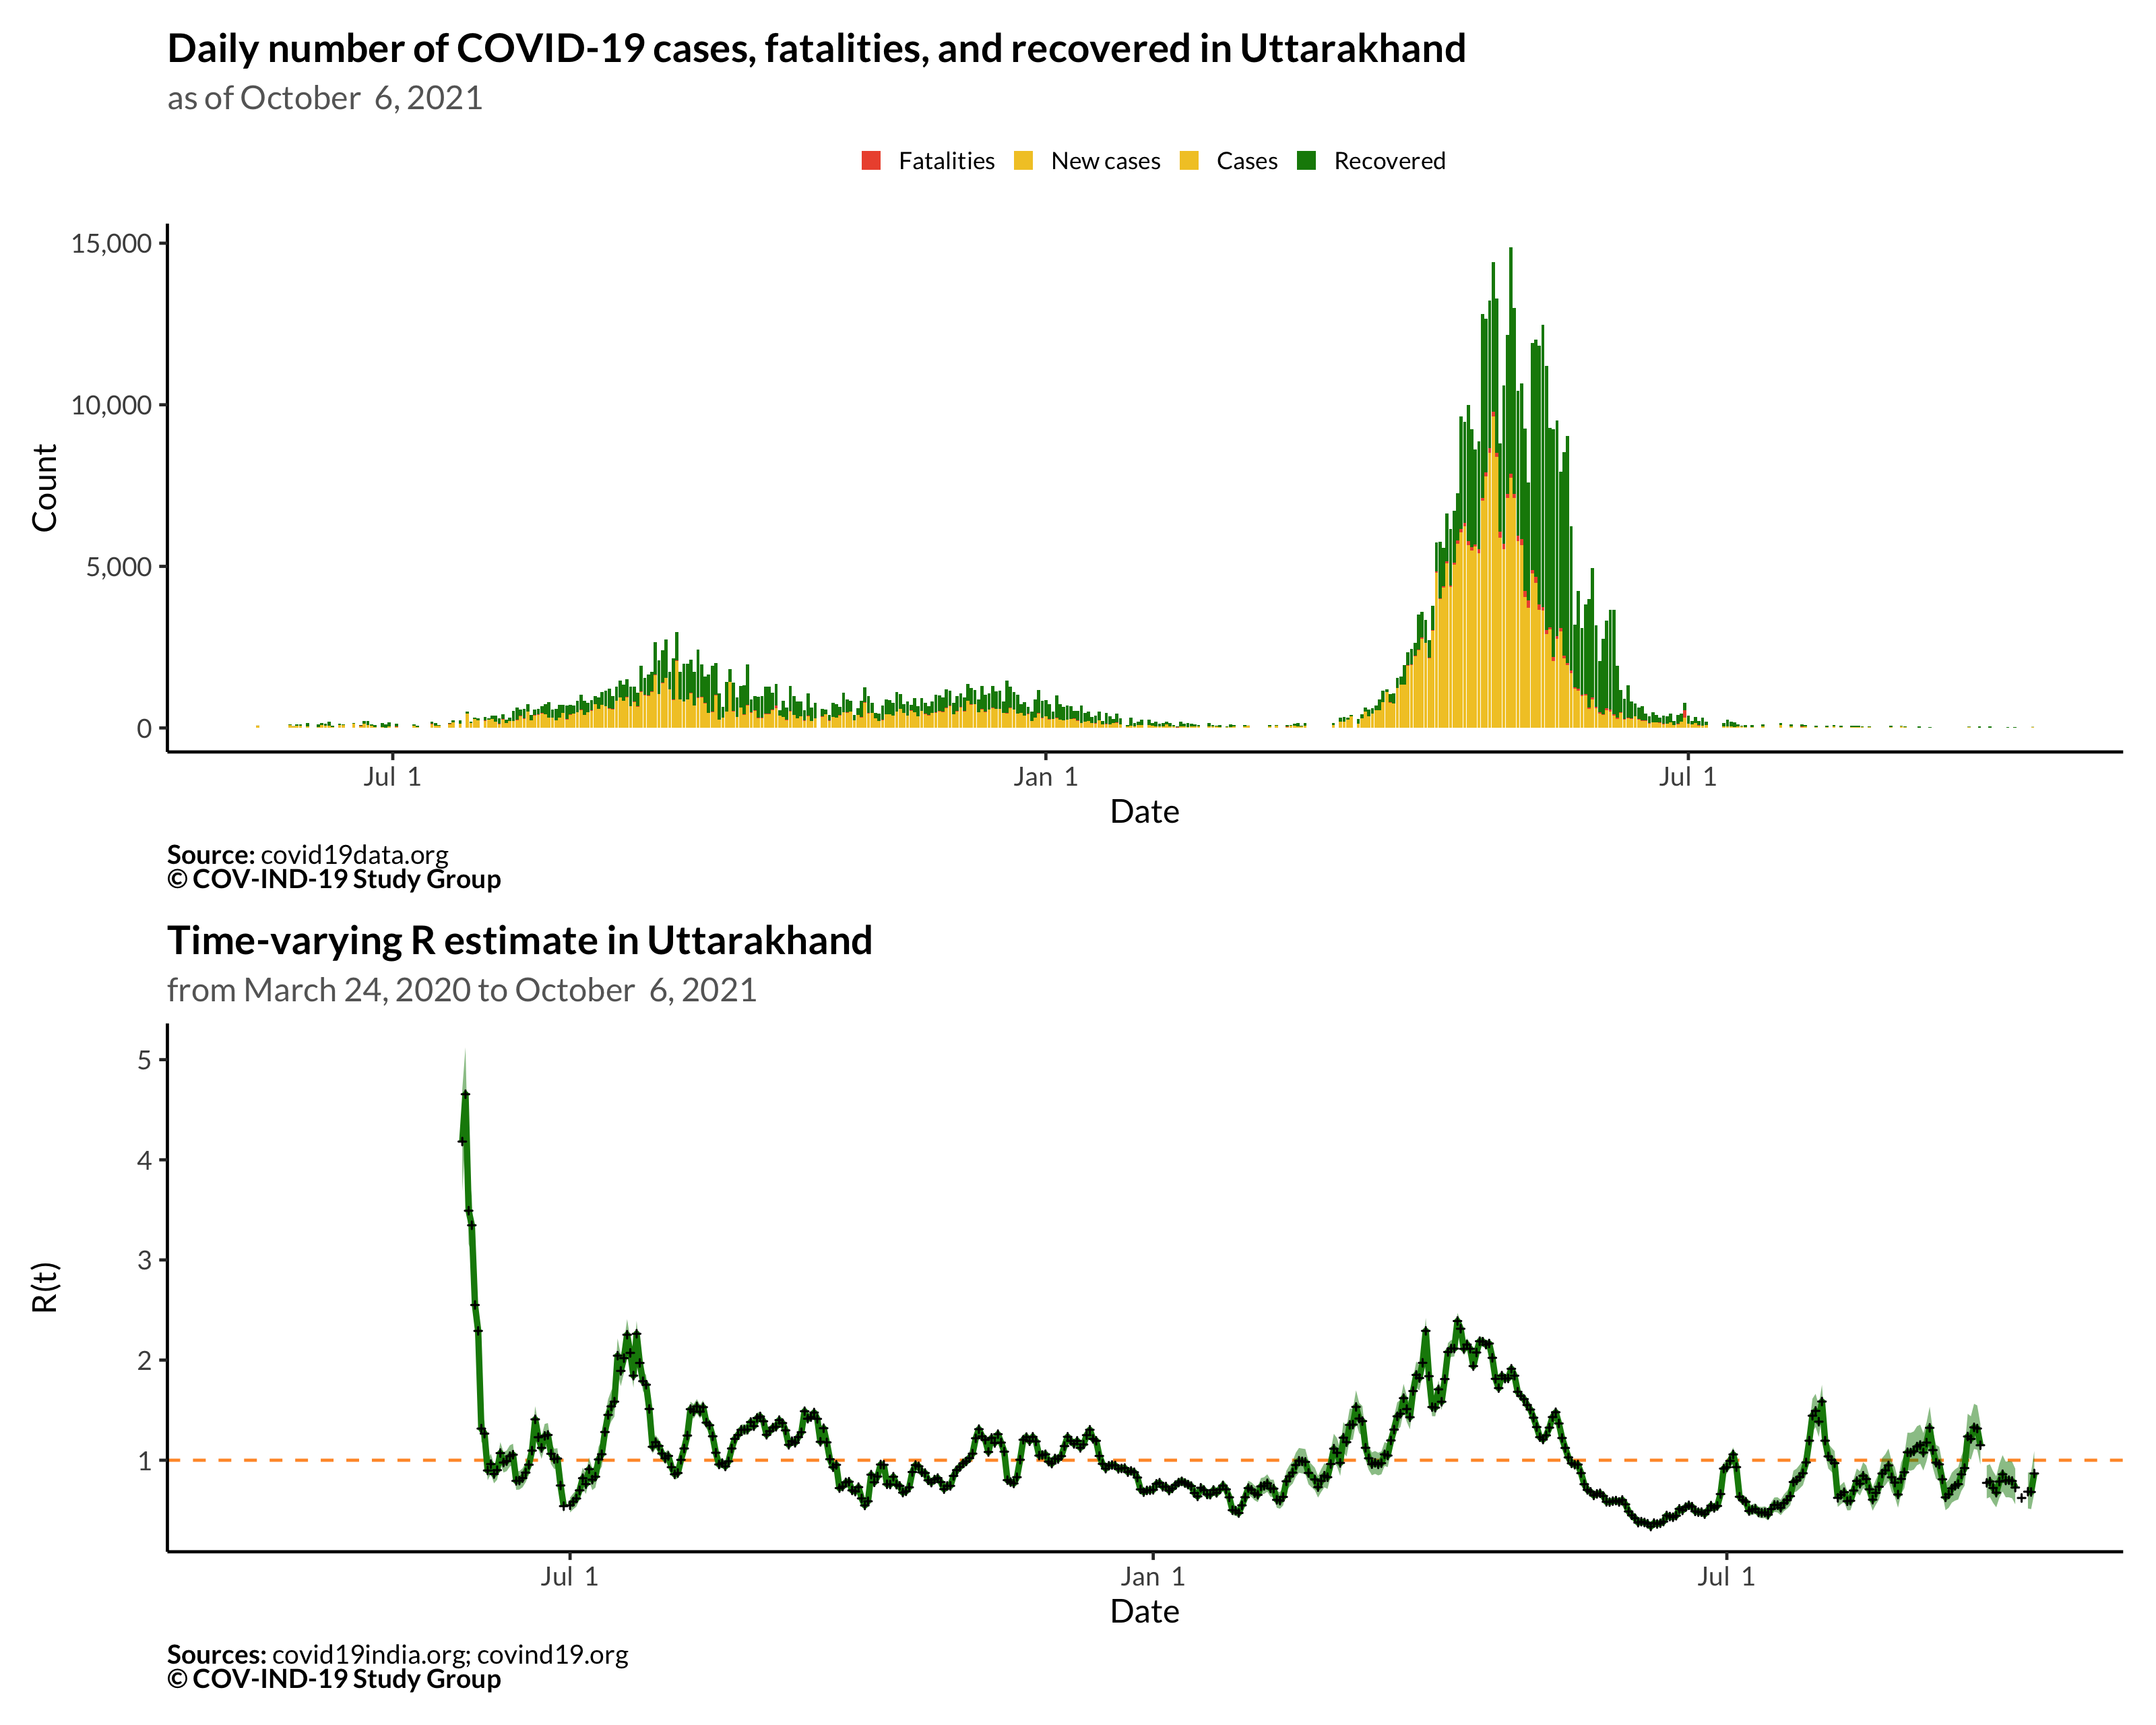 Daily number of COVID-19 cases, fatalities, and recovered in Uttarakhand
as of October  6, 2021
Fatalities New cases Cases Recovered
15,000
10,000
5,000
0
Count
Jul  1 Jan  1 Jul  1
Date
Source: covid19data.org
© COV-IND-19 Study Group
Time-varying R estimate in Uttarakhand
from March 24, 2020 to October  6, 2021
5
4
3
2
1
R(t)
Jul  1 Jan  1 Jul  1
Date
Sources: covid19india.org; covind19.org
© COV-IND-19 Study Group